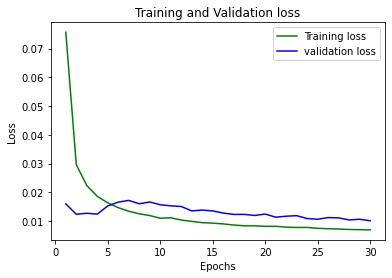 Training and Validation loss
Training loss
validation loss
0.07
0.06
0.05
0.04
0.03
0.02
0.01
Loss
0 5 10 15 20 25 30
Epochs